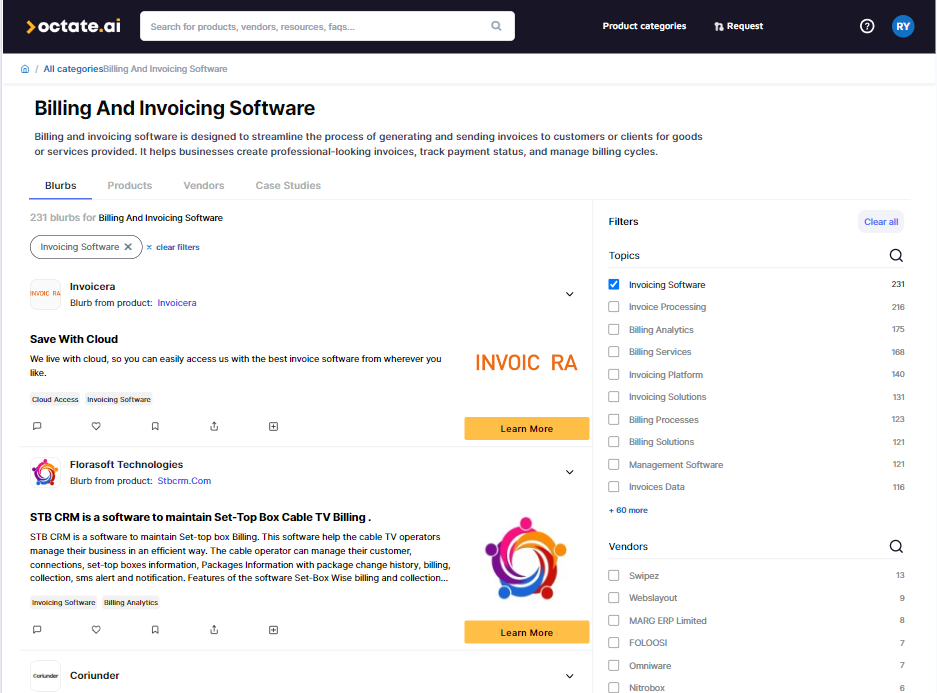 octate.ai
Search for products, vendors, resources, faqs...
Product categories
Request
?
RY
/ All categoriesBilling And Invoicing Software
Billing And Invoicing Software
Billing and invoicing software is designed to streamline the process of generating and sending invoices to customers or clients for goods
or services provided. It helps businesses create professional-looking invoices, track payment status, and manage billing cycles.
Blurbs Products Vendors Case Studies
231 blurbs for Billing And Invoicing Software
Invoicing Software ✕ × clear filters
INVOIC RA
Invoicera
Blurb from product: Invoicera
Save With Cloud
We live with cloud, so you can easily access us with the best invoice software from wherever you
like.
INVOIC RA
Cloud Access Invoicing Software
Learn More
Florasoft Technologies
Blurb from product: Stbcrm.Com
STB CRM is a software to maintain Set-Top Box Cable TV Billing .
STB CRM is a software to maintain Set-top box Billing. This software help the cable TV operators
manage their business in an efficient way. The cable operator can manage their customer,
connections, set-top boxes information, Packages Information with package change history, billing,
collection, sms alert and notification. Features of the software Set-Box Wise billing and collection...
Invoicing Software Billing Analytics
Learn More
Coriunder
Coriunder
Filters
Clear all
Topics
Invoicing Software 231
Invoice Processing 216
Billing Analytics 175
Billing Services 168
Invoicing Platform 140
Invoicing Solutions 131
Billing Processes 123
Billing Solutions 121
Management Software 121
Invoices Data 116
+ 60 more
Vendors
Swipez 13
Webslayout 9
MARG ERP Limited 8
FOLOOSI 7
Omniware 7
Nitrobox 6